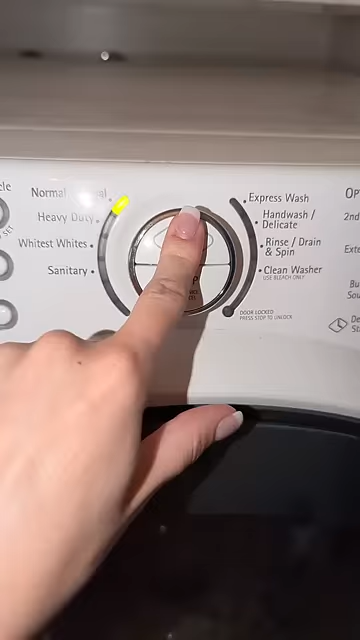 Normal
Heavy Duty
Whitest Whites
Sanitary
Express Wash
Handwash /
Delicate
Rinse / Drain
& Spin
Clean Washer
USE BLEACH ONLY
DOOR LOCKED
PRESS STOP TO UNLOCK